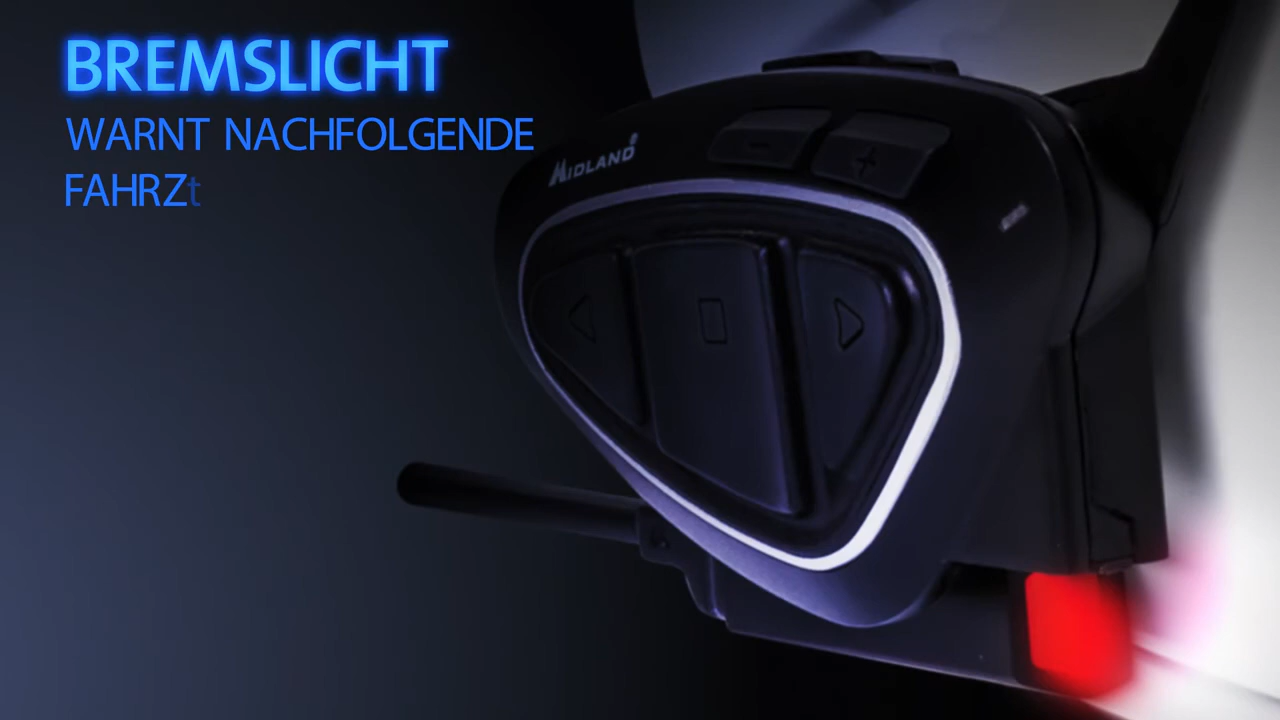 BREMSLICHT
WARNT NACHFOLGENDE
FAHRZt
MIDLAND
- +